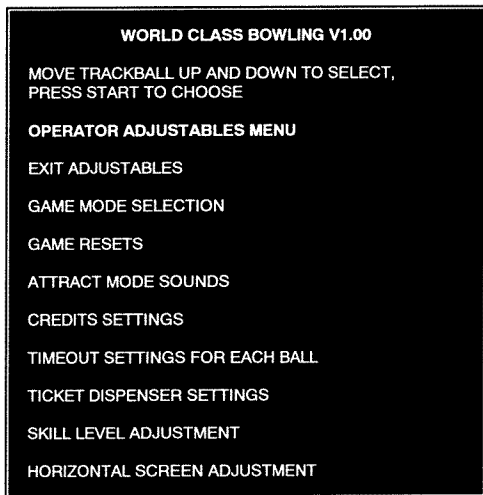 WORLD CLASS BOWLING V1.00
MOVE TRACKBALL UP AND DOWN TO SELECT,
PRESS START TO CHOOSE
OPERATOR ADJUSTABLES MENU
EXIT ADJUSTABLES
GAME MODE SELECTION
GAME RESETS
ATTRACT MODE SOUNDS
CREDITS SETTINGS
TIMEOUT SETTINGS FOR EACH BALL
TICKET DISPENSER SETTINGS
SKILL LEVEL ADJUSTMENT
HORIZONTAL SCREEN ADJUSTMENT